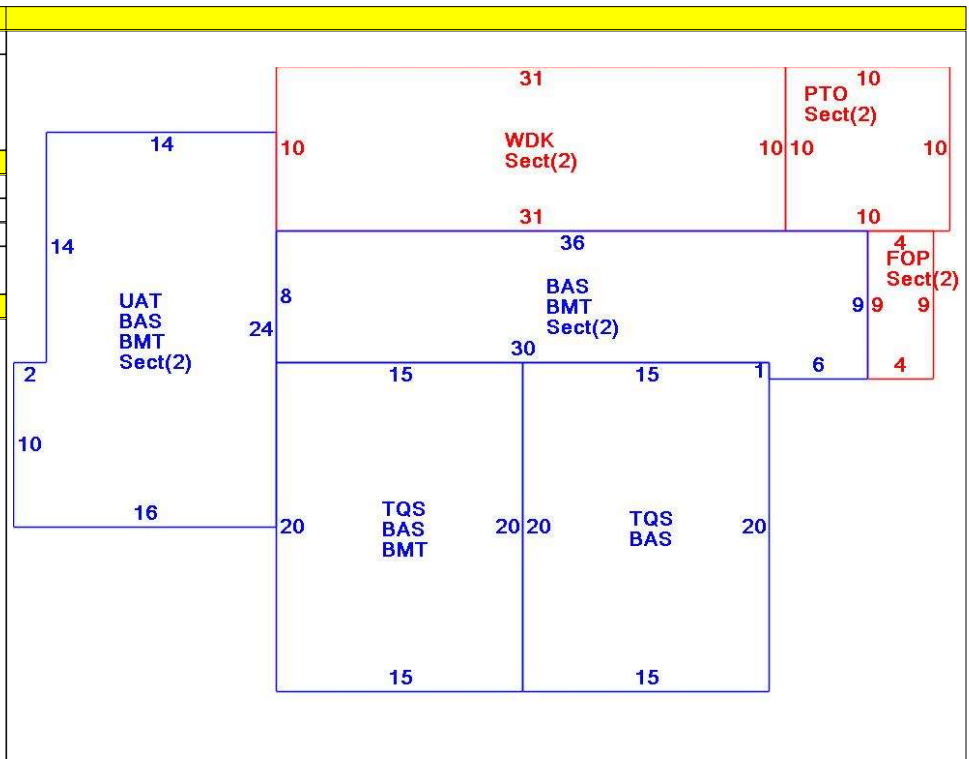 31
10
PTO
Sect(2)
14
10
WDK
Sect(2)
10
10
10
31
10
14
36
4
FOP
Sect(2)
8
BAS
BMT
Sect(2)
9
9
9
UAT
BAS
BMT
Sect(2)
24
30
2
15
15
1
6
4
10
16
20
TQS
BAS
BMT
20
20
TQS
BAS
20
15
15